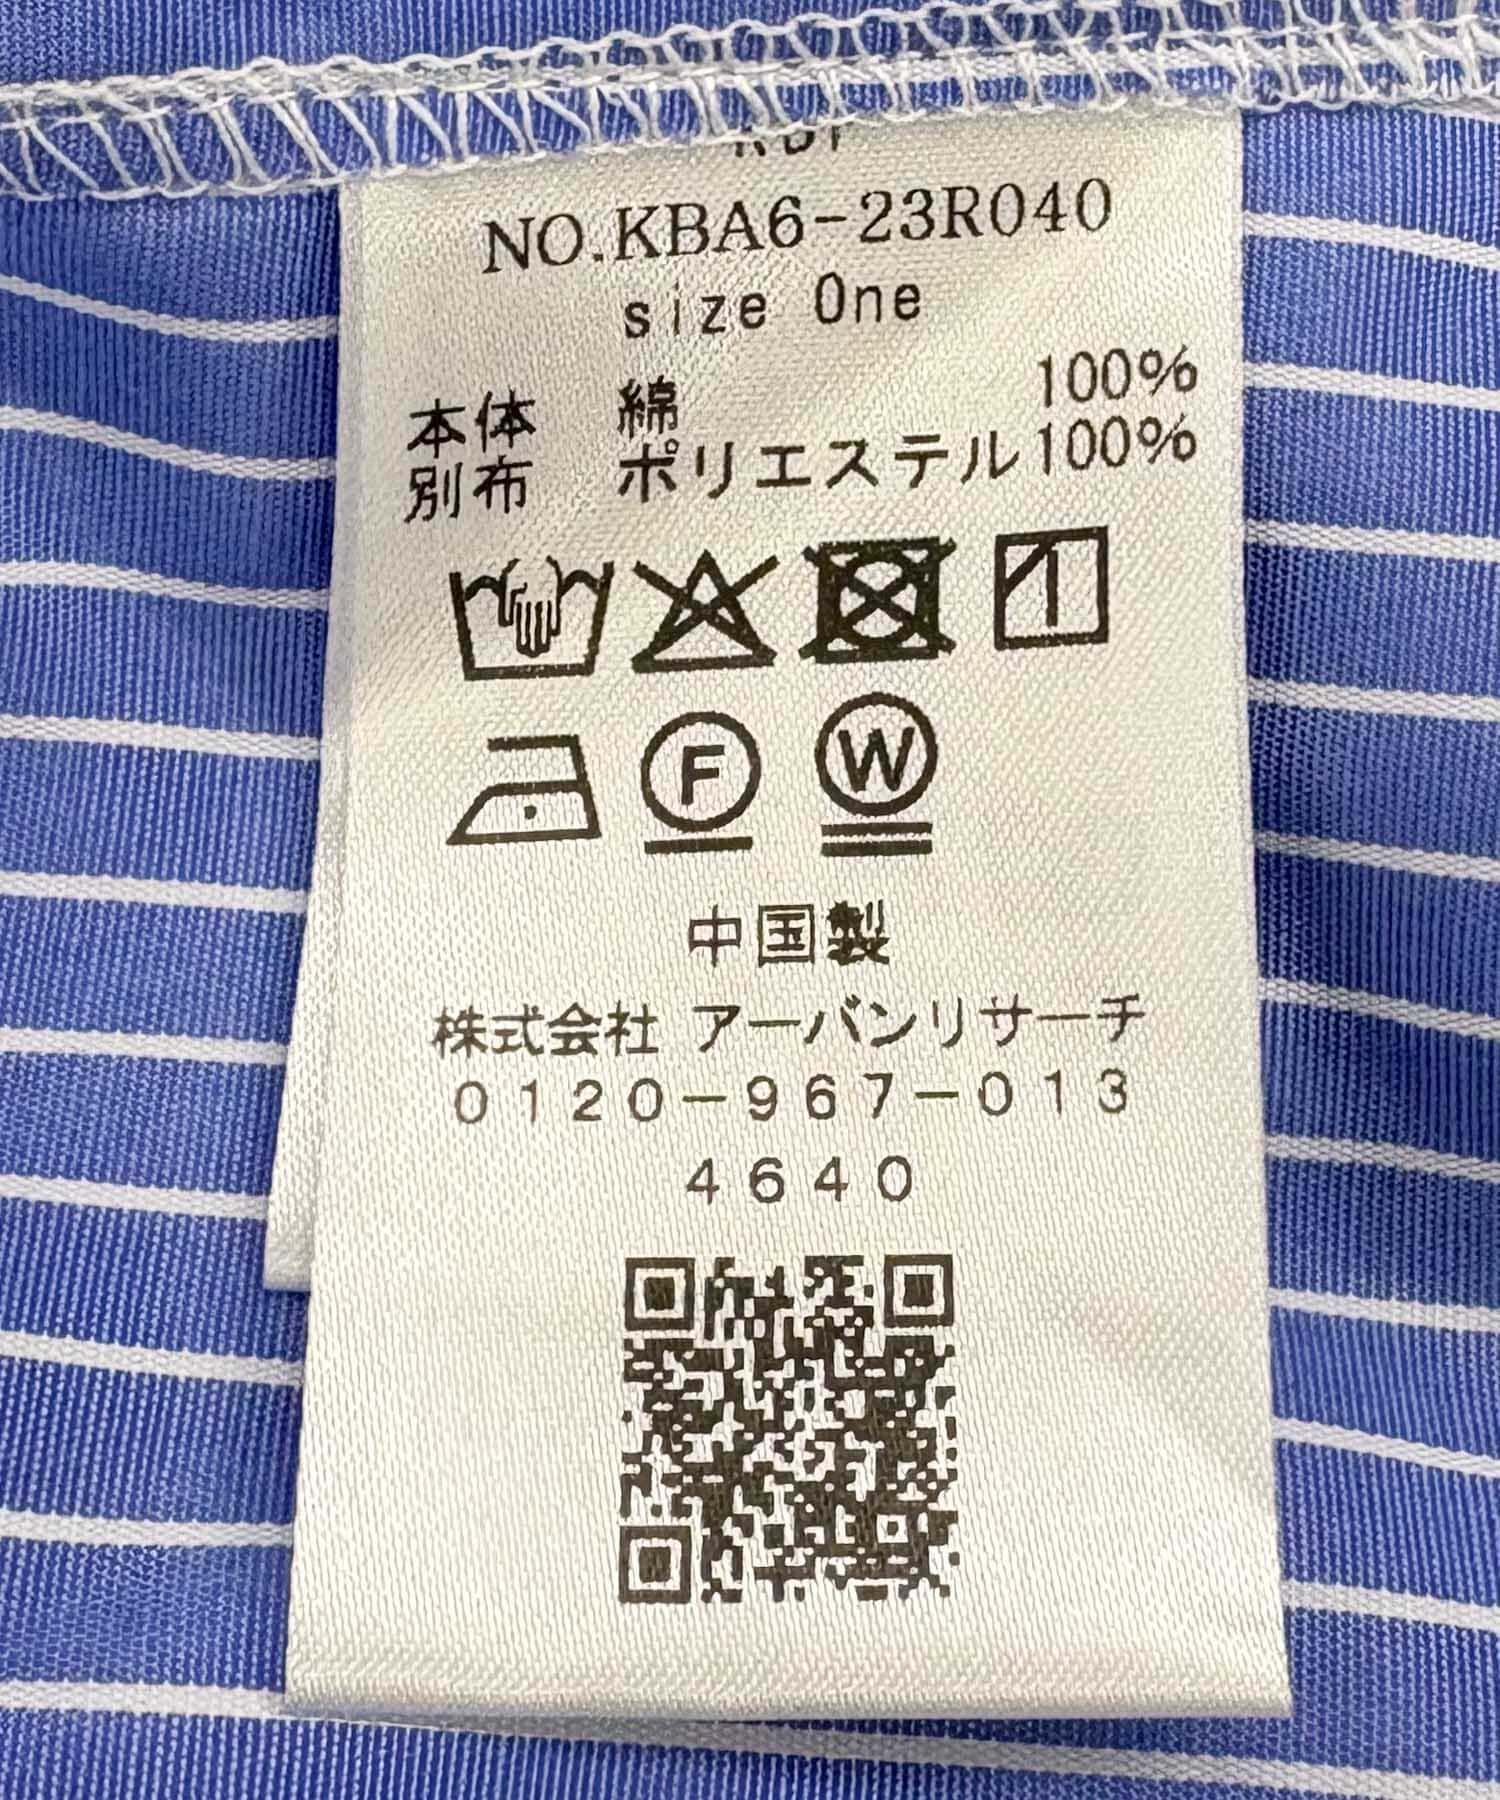 NO.KBA6-23R040
size One
本体 綿 100%
別布 ポリエステル100%
F W
中国製
株式会社 アーバンリサーチ
0120-967-013
4640